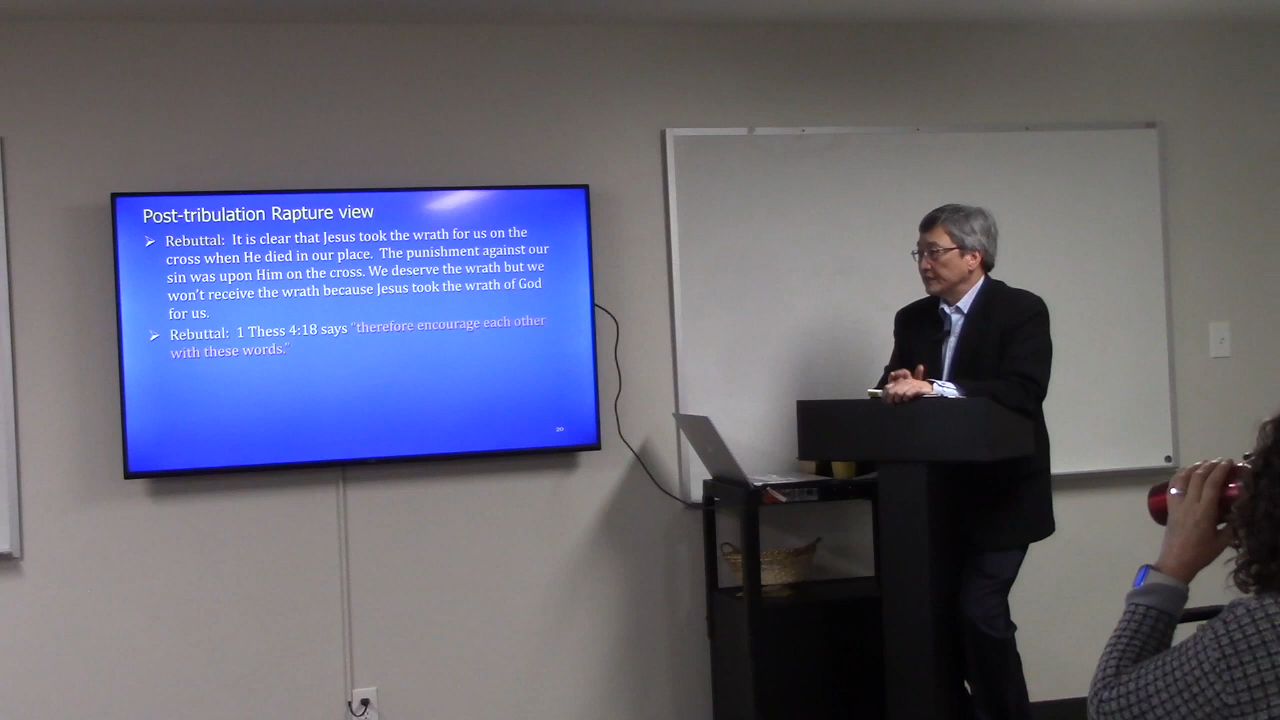 Post-tribulation Rapture view
➢ Rebuttal: It is clear that Jesus took the wrath for us on the
cross when He died in our place. The punishment against our
sin was upon Him on the cross. We deserve the wrath but we
won't receive the wrath because Jesus took the wrath of God
for us.
➢ Rebuttal: 1 Thess 4:18 says "therefore encourage each other
with these words."
20